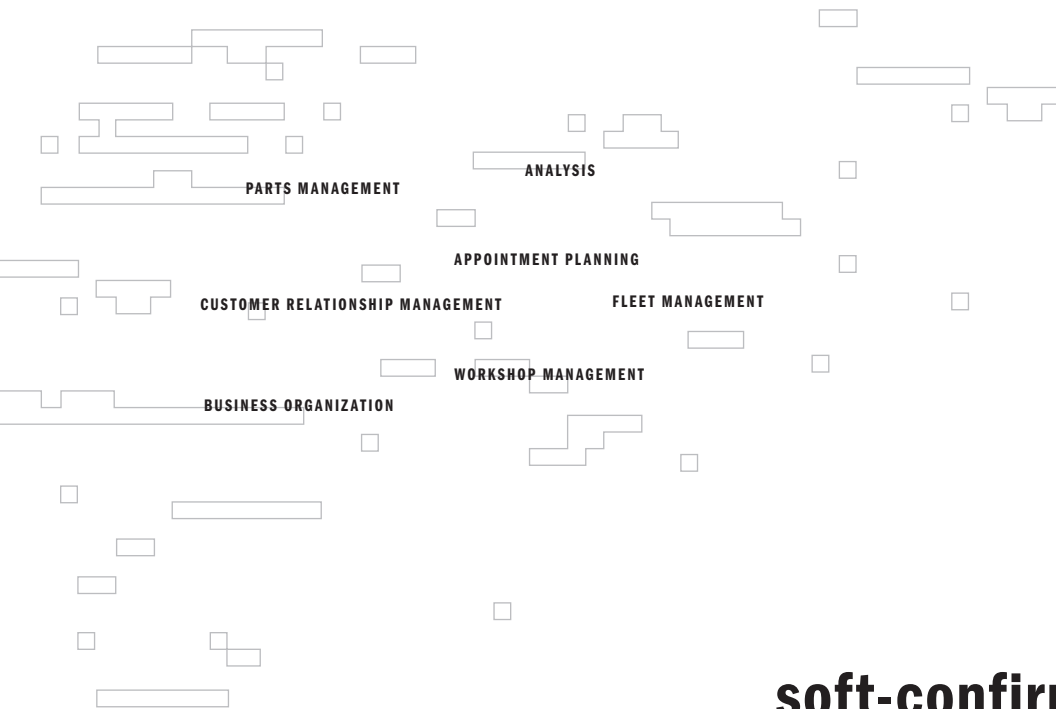 ANALYSIS
PARTS MANAGEMENT
APPOINTMENT PLANNING
CUSTOMER RELATIONSHIP MANAGEMENT
FLEET MANAGEMENT
WORKSHOP MANAGEMENT
BUSINESS ORGANIZATION